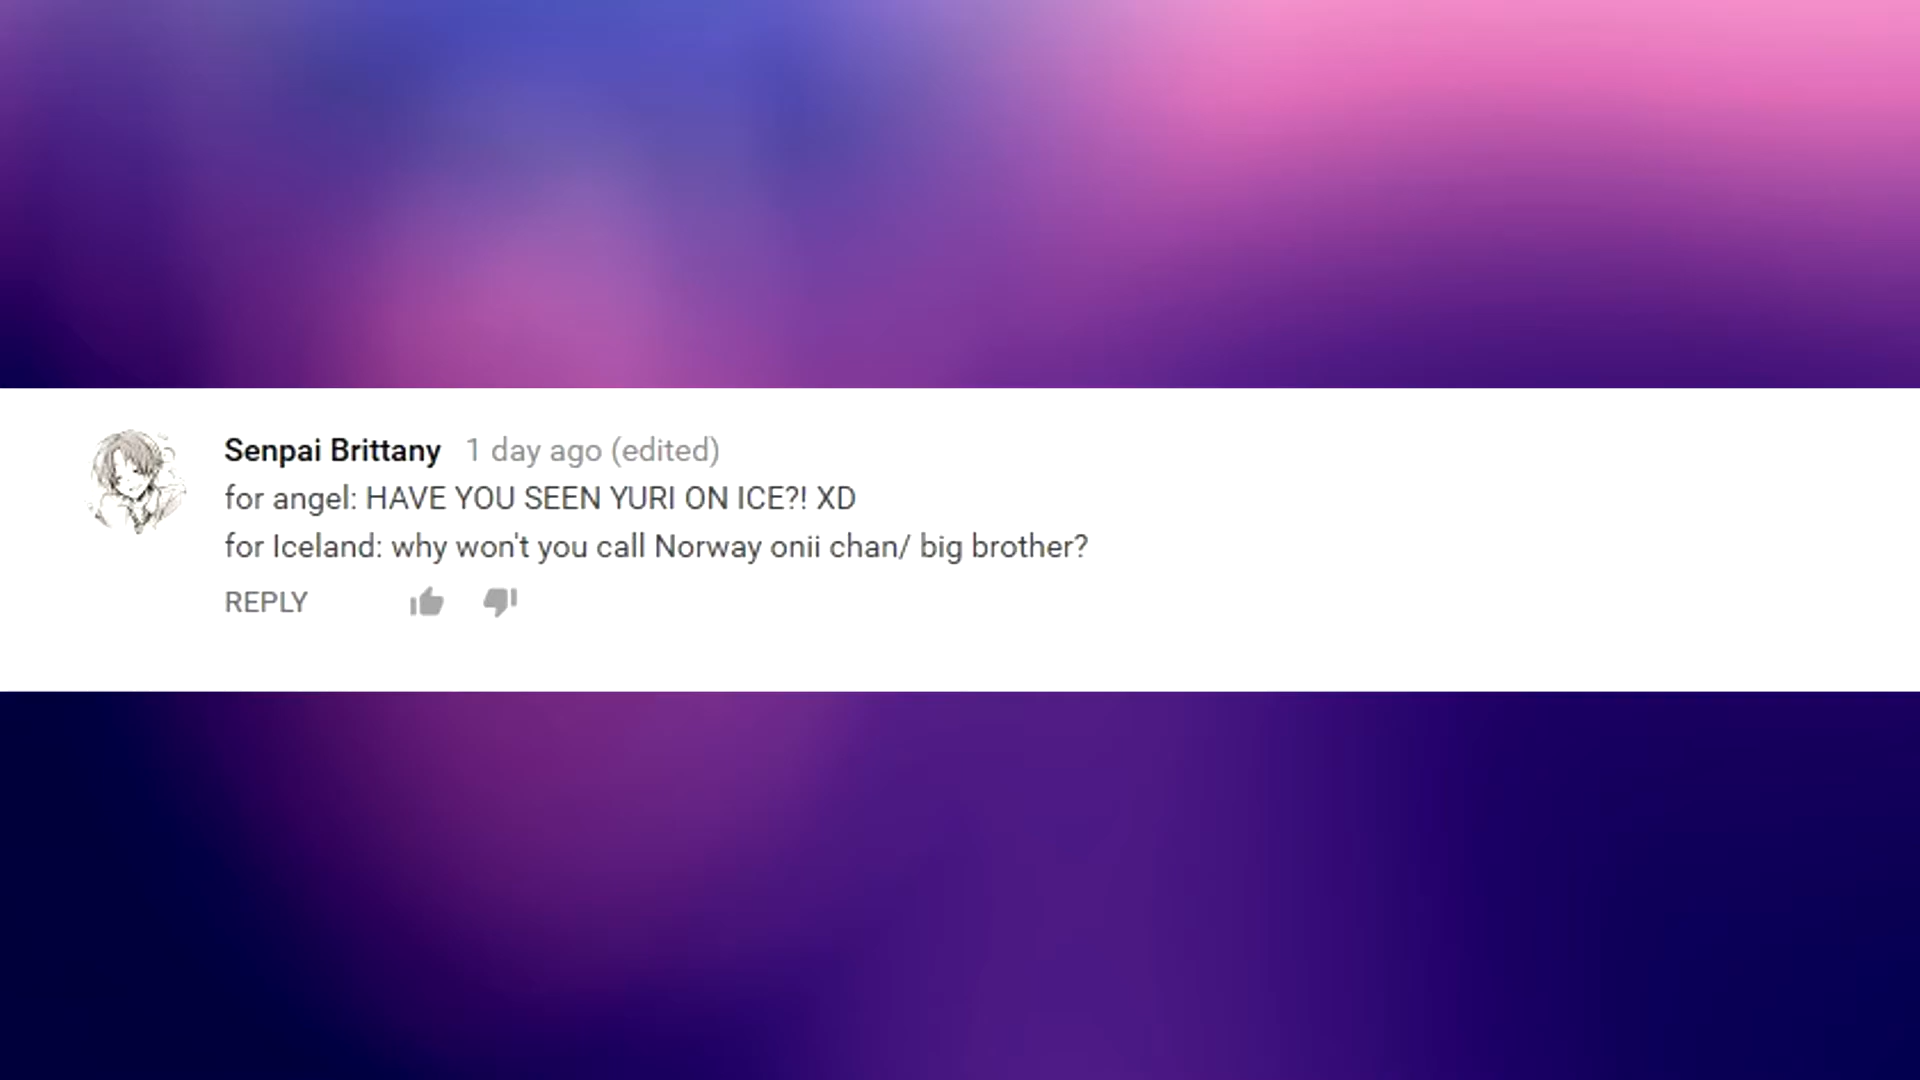 Senpai Brittany 1 day ago (edited)
for angel: HAVE YOU SEEN YURI ON ICE?! XD
for Iceland: why won't you call Norway onii chan/ big brother?
REPLY